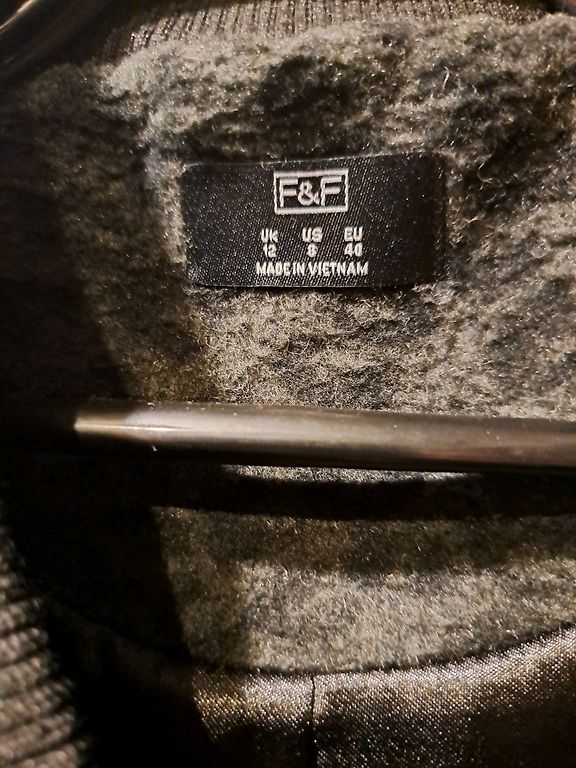 F&F
UK US EU
12 8 40
MADE IN VIETNAM